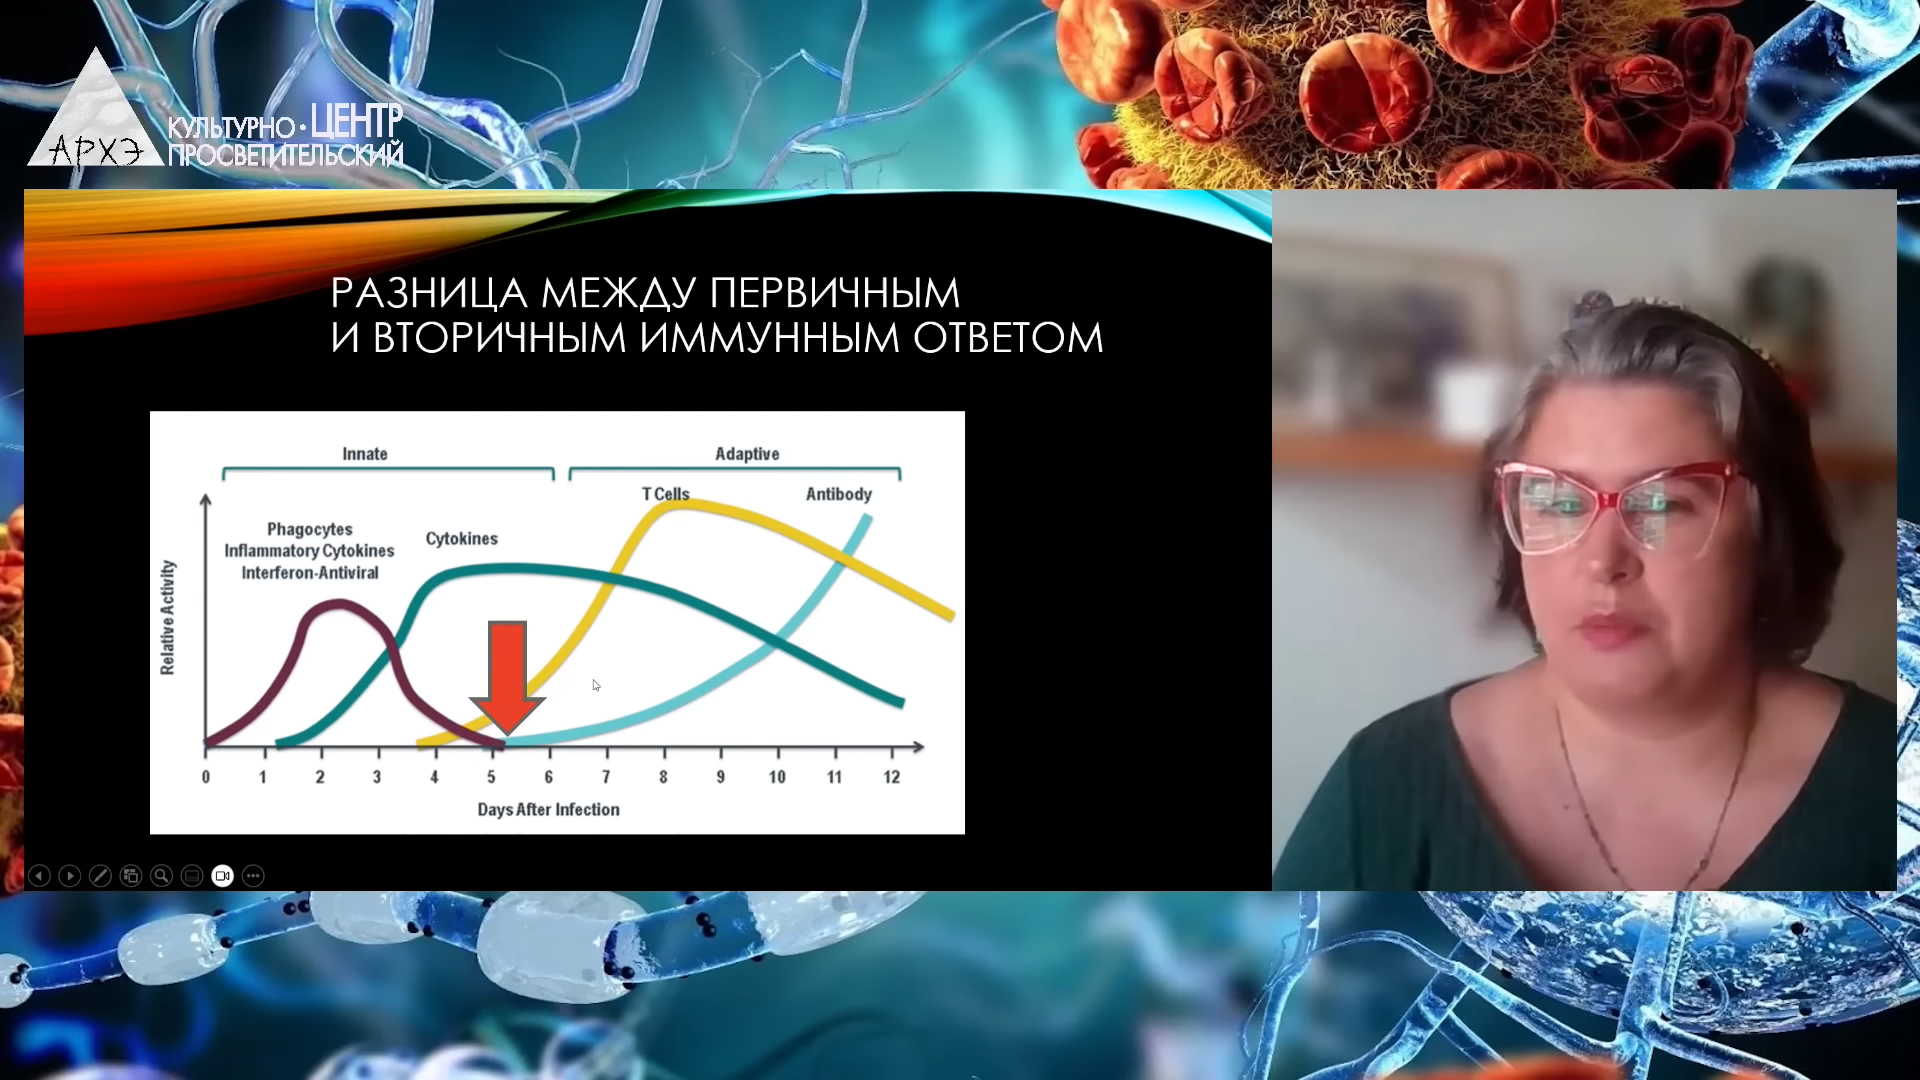 АРХЭ
КУЛЬТУРНО·ЦЕНТР
ПРОСВЕТИТЕЛЬСКИЙ
РАЗНИЦА МЕЖДУ ПЕРВИЧНЫМ
И ВТОРИЧНЫМ ИММУННЫМ ОТВЕТОМ
Innate
Adaptive
T Cells
Antibody
Phagocytes
Inflammatory Cytokines
Interferon-Antiviral
Cytokines
Relative Activity
0 1 2 3 4 5 6 7 8 9 10 11 12
Days After Infection